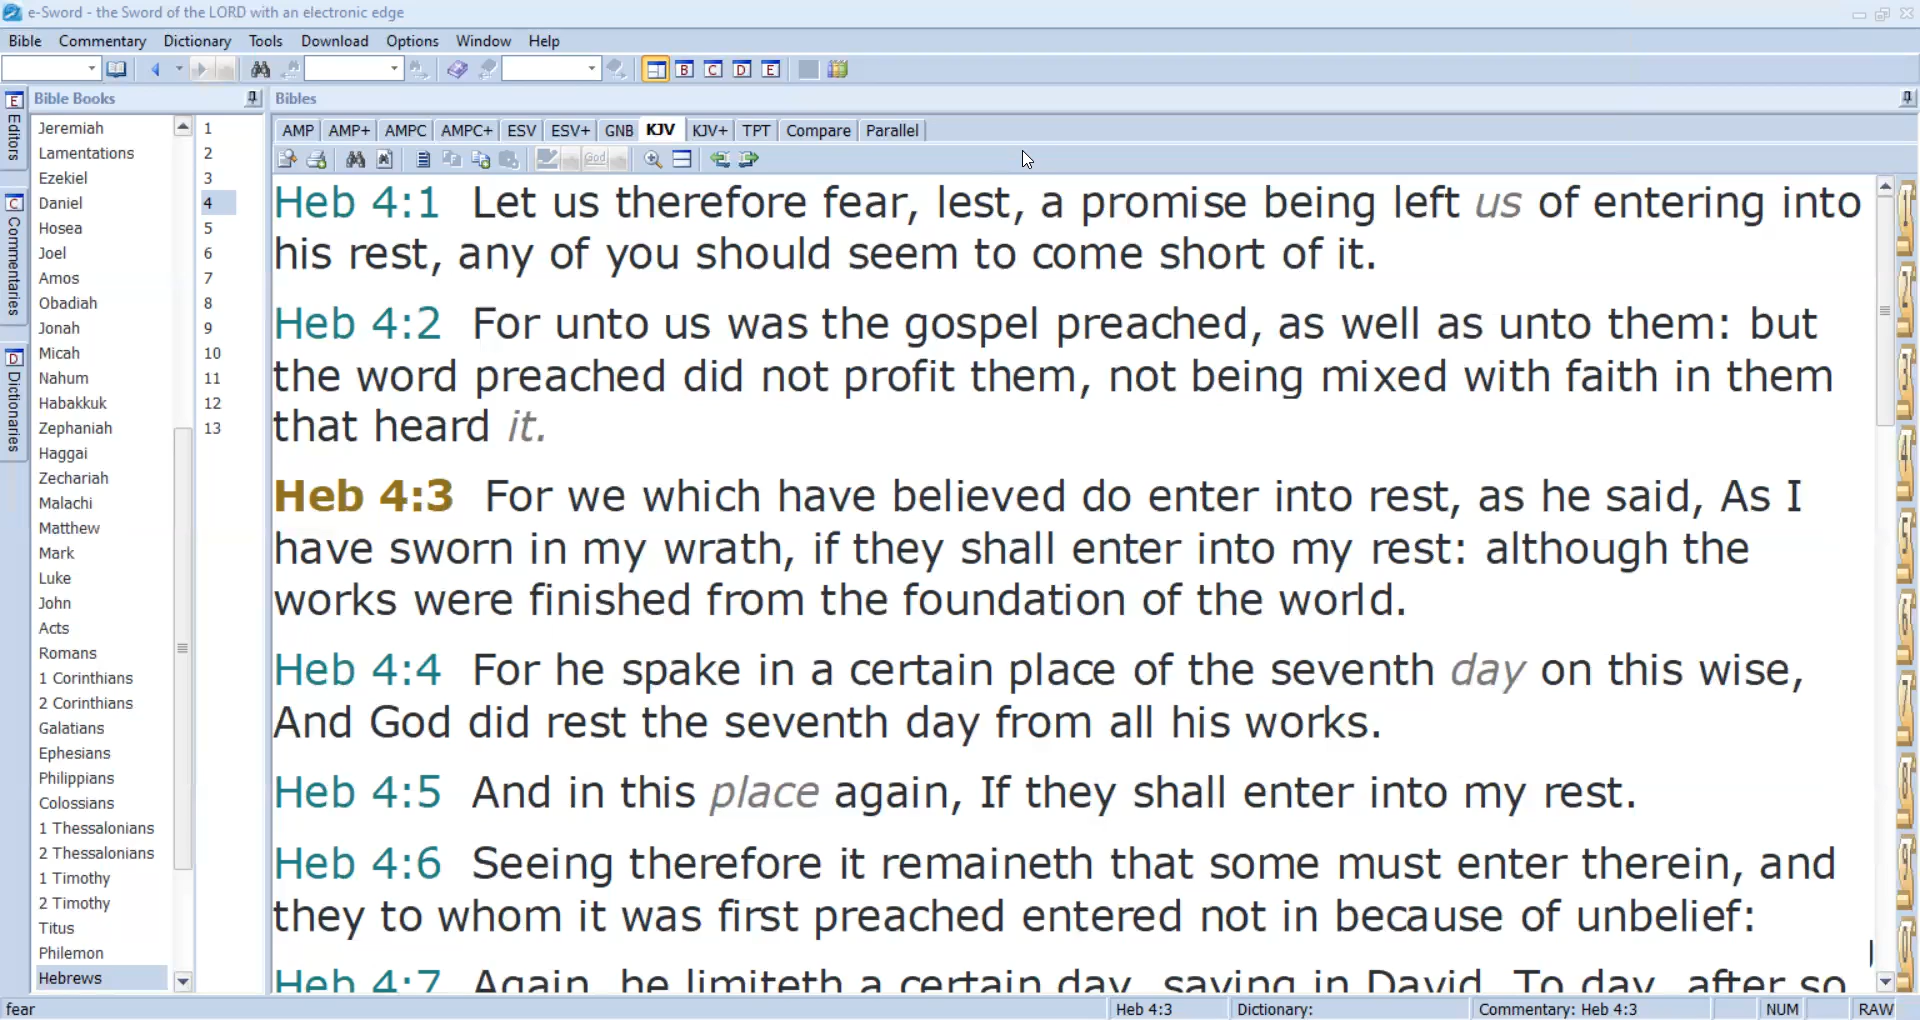 e-Sword - the Sword of the LORD with an electronic edge
Bible Commentary Dictionary Tools Download Options Window Help
B C D E
Bible Books
Bibles
E Editors
C Commentaries
D Dictionaries
Jeremiah
Lamentations
Ezekiel
Daniel
Hosea
Joel
Amos
Obadiah
Jonah
Micah
Nahum
Habakkuk
Zephaniah
Haggai
Zechariah
Malachi
Matthew
Mark
Luke
John
Acts
Romans
1 Corinthians
2 Corinthians
Galatians
Ephesians
Philippians
Colossians
1 Thessalonians
2 Thessalonians
1 Timothy
2 Timothy
Titus
Philemon
Hebrews
1
2
3
4
5
6
7
8
9
10
11
12
13
AMP AMP+ AMPC AMPC+ ESV ESV+ GNB KJV KJV+ TPT Compare Parallel
God
Heb 4:1 Let us therefore fear, lest, a promise being left us of entering into
his rest, any of you should seem to come short of it.
Heb 4:2 For unto us was the gospel preached, as well as unto them: but
the word preached did not profit them, not being mixed with faith in them
that heard it.
Heb 4:3 For we which have believed do enter into rest, as he said, As I
have sworn in my wrath, if they shall enter into my rest: although the
works were finished from the foundation of the world.
Heb 4:4 For he spake in a certain place of the seventh day on this wise,
And God did rest the seventh day from all his works.
Heb 4:5 And in this place again, If they shall enter into my rest.
Heb 4:6 Seeing therefore it remaineth that some must enter therein, and
they to whom it was first preached entered not in because of unbelief:
Heb 4:7 Again, he limiteth a certain day, saying in David, To day, after so
1
2
3
4
5
6
7
8
9
0
fear
Heb 4:3
Dictionary:
Commentary: Heb 4:3
NUM
RAW